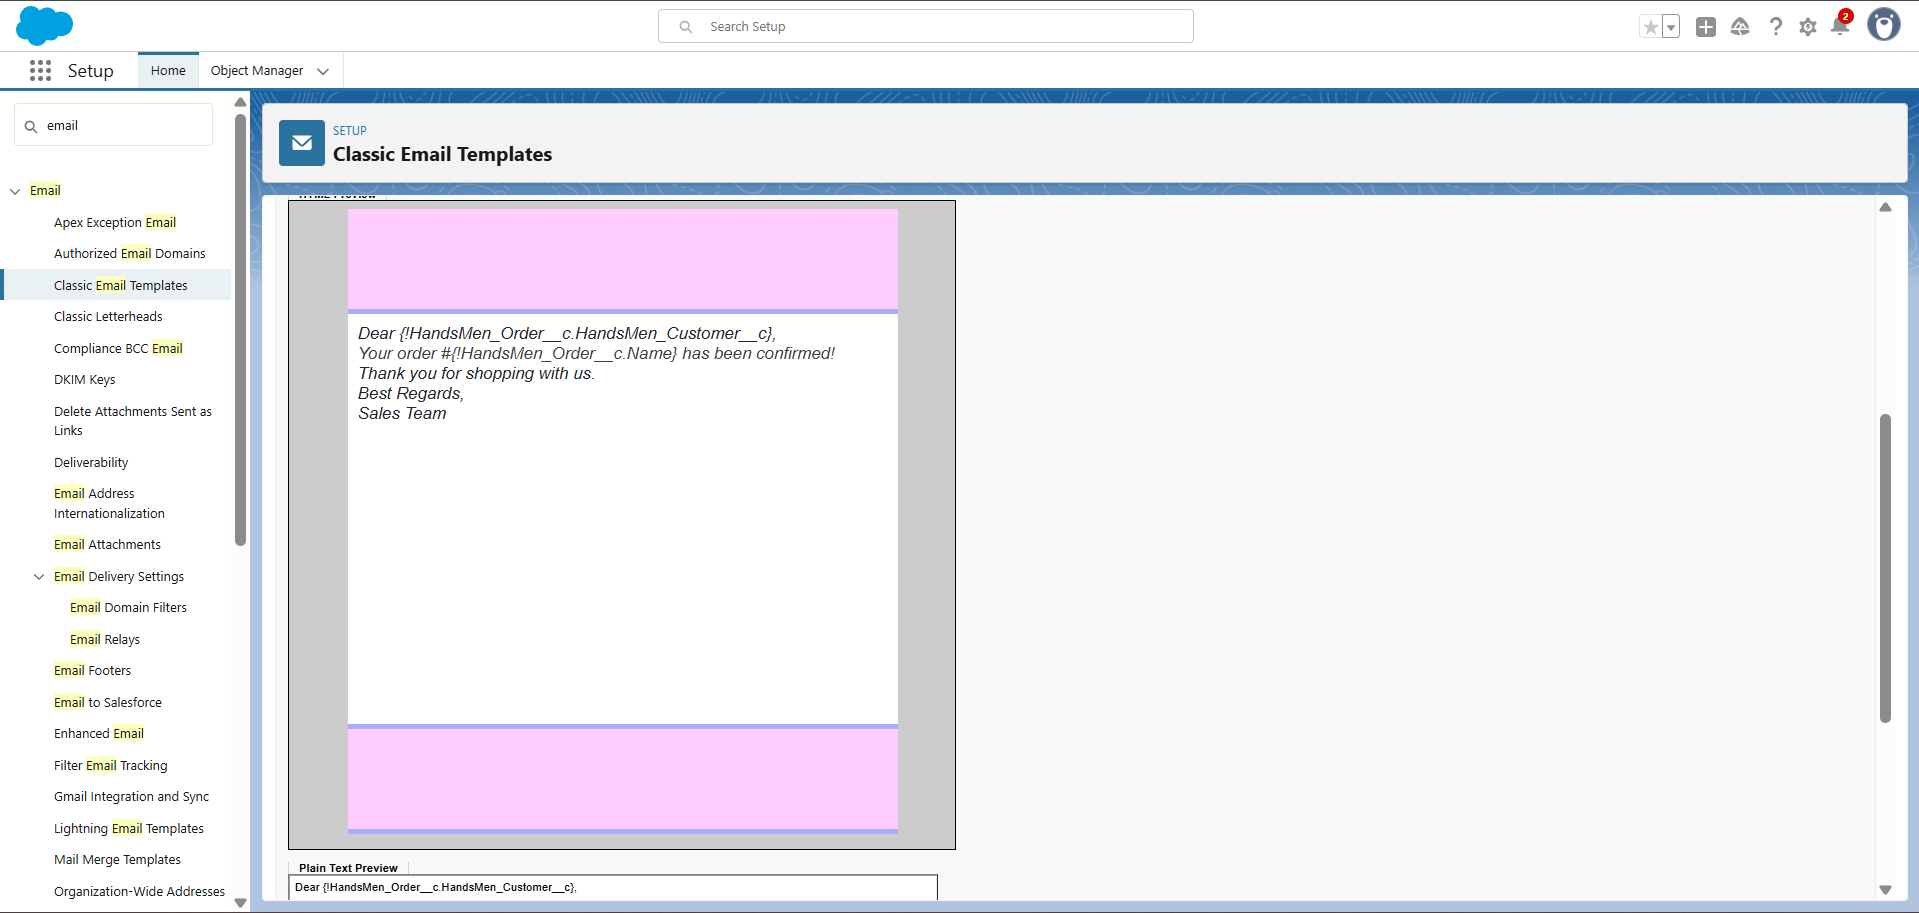 Search Setup
2
Setup
Home
Object Manager
email
Email
Apex Exception Email
Authorized Email Domains
Classic Email Templates
Classic Letterheads
Compliance BCC Email
DKIM Keys
Delete Attachments Sent as
Links
Deliverability
Email Address
Internationalization
Email Attachments
Email Delivery Settings
Email Domain Filters
Email Relays
Email Footers
Email to Salesforce
Enhanced Email
Filter Email Tracking
Gmail Integration and Sync
Lightning Email Templates
Mail Merge Templates
Organization-Wide Addresses
SETUP
Classic Email Templates
HTML Preview
Dear {!HandsMen_Order__c.HandsMen_Customer__c},
Your order #{!HandsMen_Order__c.Name} has been confirmed!
Thank you for shopping with us.
Best Regards,
Sales Team
Plain Text Preview
Dear {!HandsMen_Order__c.HandsMen_Customer__c},